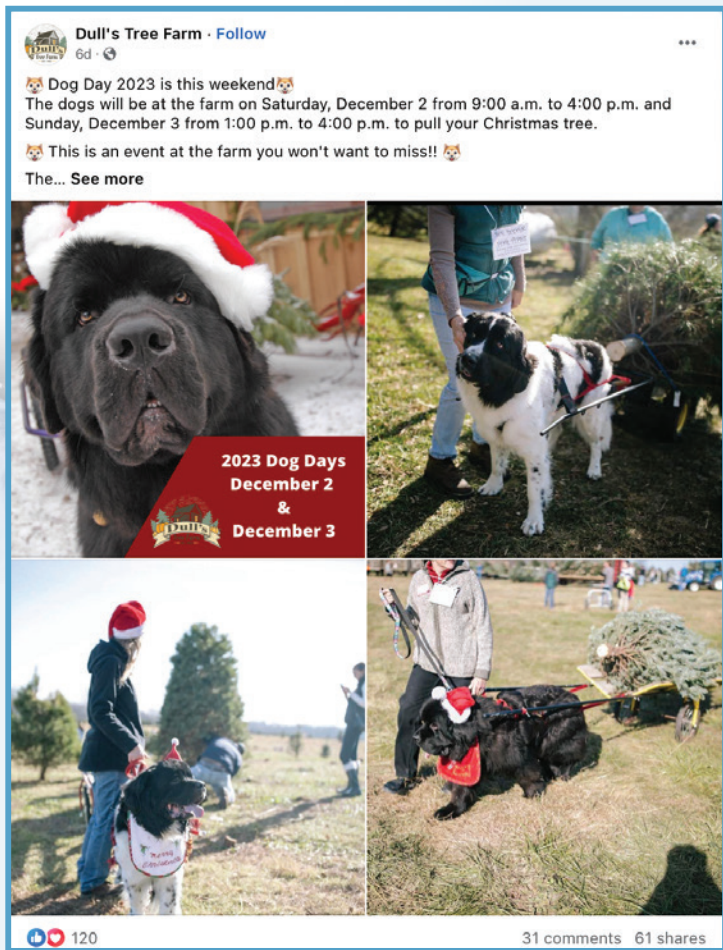 Dull's Tree Farm · Follow
6d ·
Dog Day 2023 is this weekend
The dogs will be at the farm on Saturday, December 2 from 9:00 a.m. to 4:00 p.m. and
Sunday, December 3 from 1:00 p.m. to 4:00 p.m. to pull your Christmas tree.
This is an event at the farm you won't want to miss!!
The... See more
2023 Dog Days
December 2
&
December 3
Dull's
Merry
Christmas
120
31 comments 61 shares